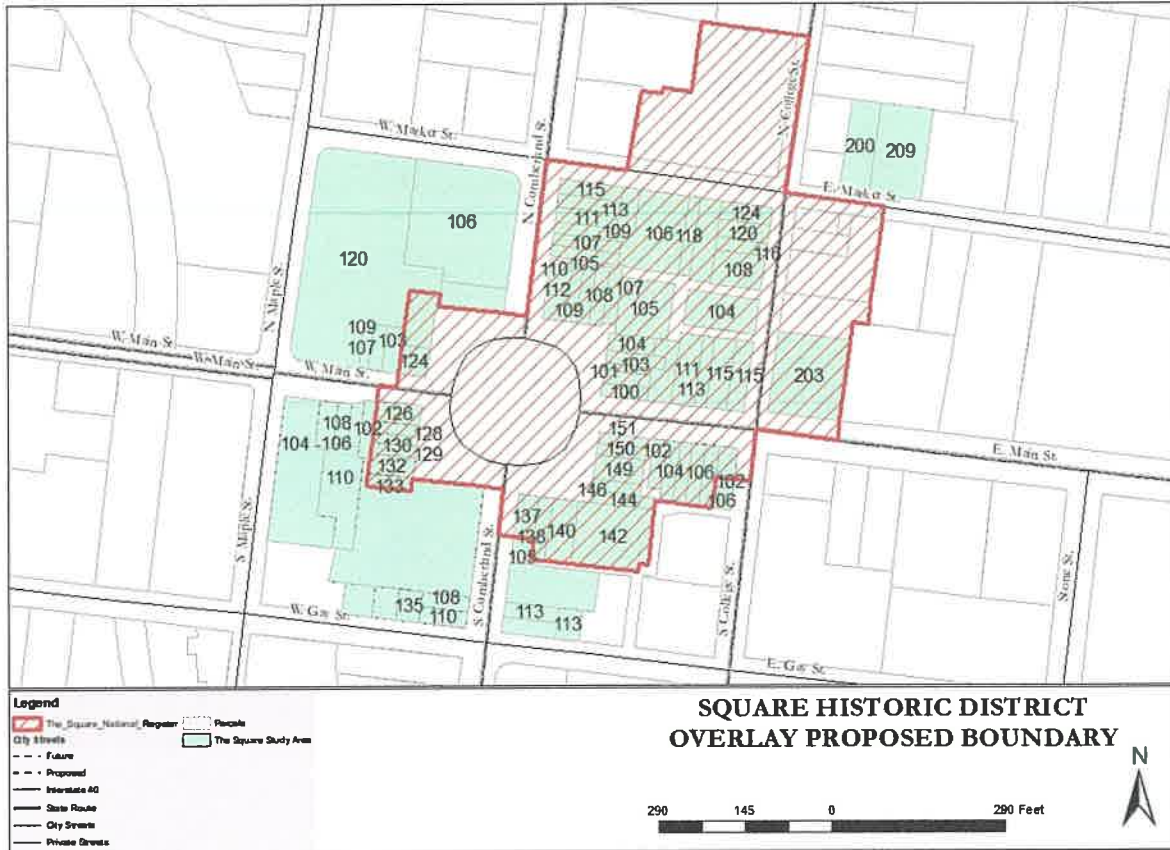 W. Market St.
N. Cumberland St.
N. College St.
200
209
E. Market St.
115
124
106
111
113
109
106
118
120
116
120
107
105
108
N. Maple St.
110
112
109
108
107
105
104
109
107
103
124
W. Main St.
W. Main St.
W. Main St.
104
101
103
100
111
113
115
115
203
126
151
104
108
106
102
128
130
129
150
102
E. Main St.
132
133
149
104
106
102
110
146
144
106
137
138
140
142
109
S. Maple St.
S. Cumberland St.
S. College St.
Stone St.
135
108
110
113
113
W. Gay St.
E. Gay St.
Legend
The_Square_National_Register
Parcels
City Streets
The Square Study Area
Future
Proposed
Interstate 40
State Route
City Streets
Private Streets
SQUARE HISTORIC DISTRICT
OVERLAY PROPOSED BOUNDARY
N
290 145 0 290 Feet